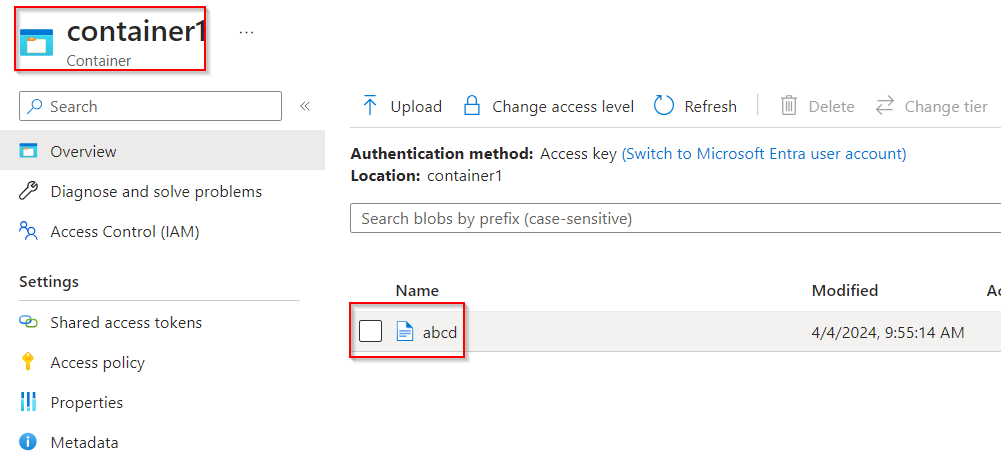 container1 ...
Container
Search «
Overview
Diagnose and solve problems
Access Control (IAM)
Settings
Shared access tokens
Access policy
Properties
Metadata
Upload Change access level Refresh Delete Change tier
Authentication method: Access key (Switch to Microsoft Entra user account)
Location: container1
Search blobs by prefix (case-sensitive)
Name Modified Ac
abcd 4/4/2024, 9:55:14 AM